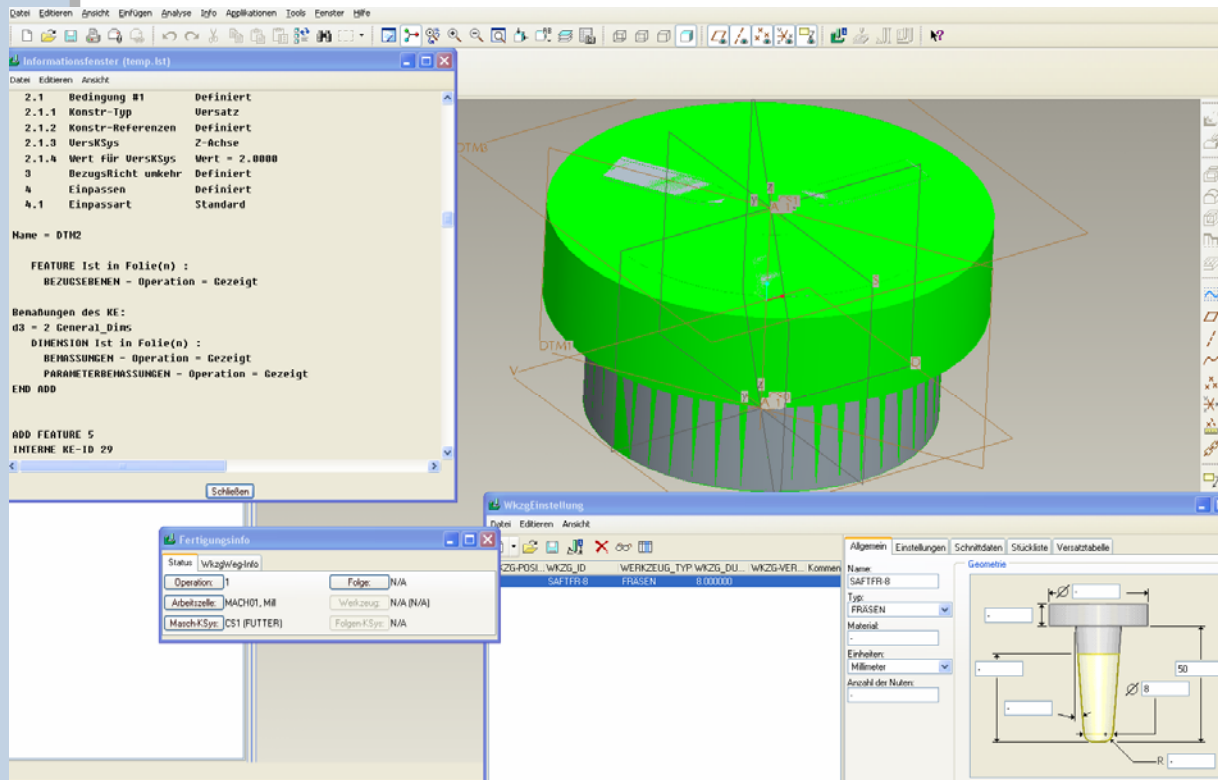 Datei Editieren Ansicht Einfügen Analyse Info Applikationen Tools Fenster Hilfe
Informationsfenster (temp.lst)
Datei Editieren Ansicht
2.1 Bedingung #1 Definiert
2.1.1 Konstr-Typ Versatz
2.1.2 Konstr-Referenzen Definiert
2.1.3 VersKSys Z-Achse
2.1.4 Wert für VersKSys Wert = 2.0000
3 BezugsRicht umkehr Definiert
4 Einpassen Definiert
4.1 Einpassart Standard
Name = DTM2
FEATURE Ist in Folie(n) :
BEZUGSEBENEN - Operation = Gezeigt
Bemaßungen des KE:
d3 = 2 General_Dims
DIMENSION Ist in Folie(n) :
BEMASSUNGEN - Operation = Gezeigt
PARAMETERBEMASSUNGEN - Operation = Gezeigt
END ADD
ADD FEATURE 5
INTERNE KE-ID 29
Schließen
DTM3
Z
Y
DTM1
V
Fertigungsinfo
Status WkzgWeg-Info
Operation: 1 Folge: N/A
Arbeitszelle: MACH01, Mill Werkzeug: N/A (N/A)
Masch-KSys: CS1 (FUTTER) Folgen-KSys: N/A
WkzgEinstellung
Datei Editieren Ansicht
KZG-POSI... WKZG_ID WERKZEUG_TYP WKZG_DU... WKZG-VER... Kommen
SAFTFR-8 FRÄSEN 8.000000
Allgemein Einstellungen Schnittdaten Stückliste Versatztabelle
Name:
SAFTFR-8
Typ:
FRÄSEN
Material:
-
Einheiten:
Millimeter
Anzahl der Nuten:
-
Geometrie
Ø -
-
-
50
Ø 8
-
R -